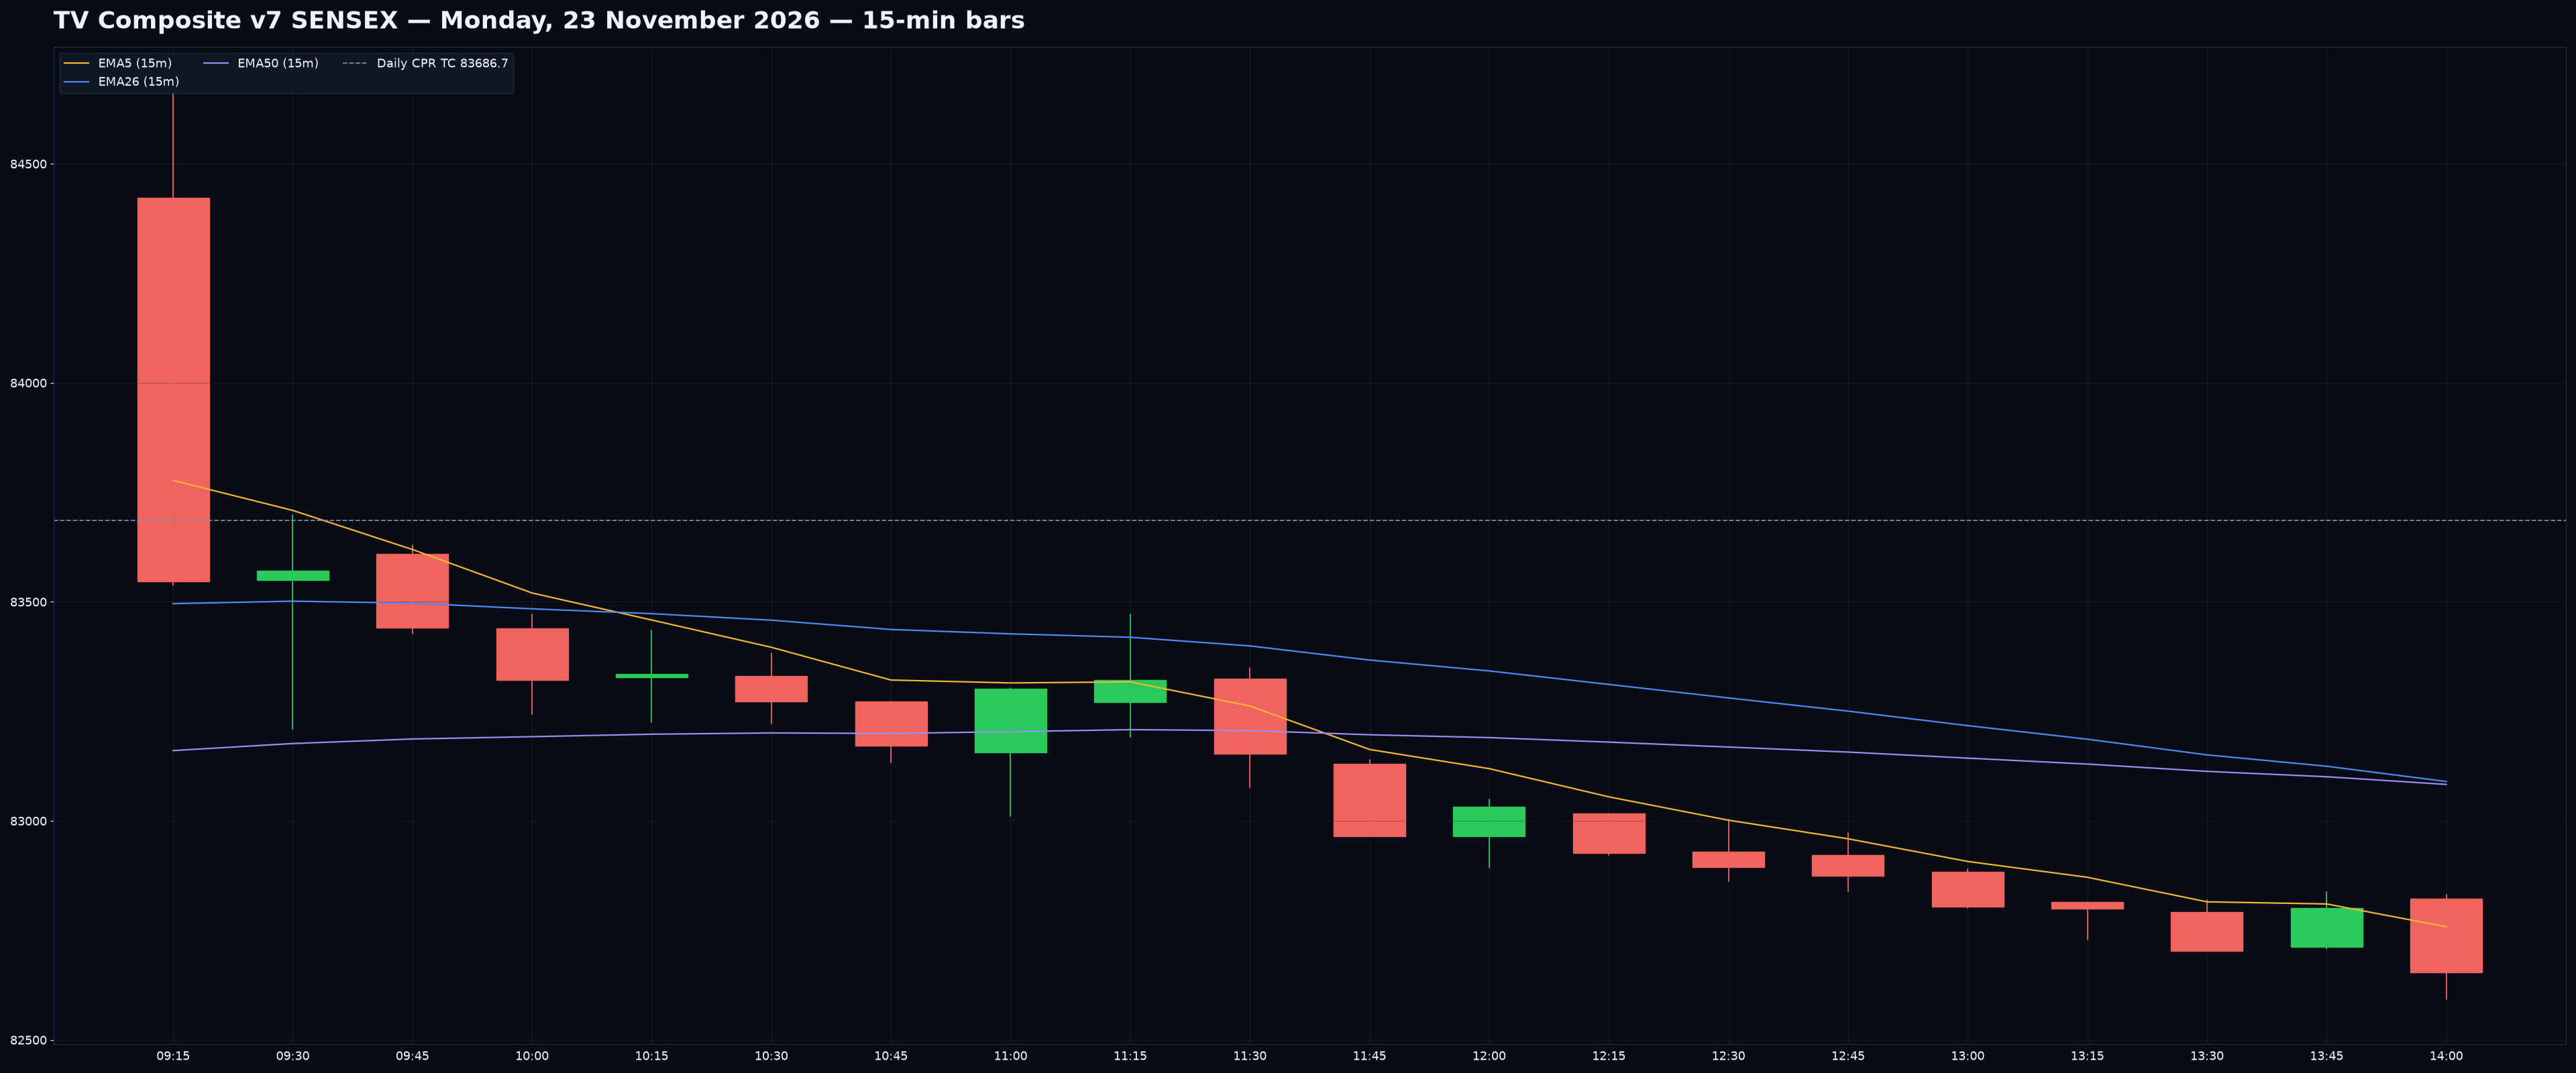 TV Composite v7 SENSEX — Monday, 23 November 2026 — 15-min bars
EMA5 (15m) EMA50 (15m) Daily CPR TC 83686.7
EMA26 (15m)
84500
84000
83500
83000
82500
09:15 09:30 09:45 10:00 10:15 10:30 10:45 11:00 11:15 11:30 11:45 12:00 12:15 12:30 12:45 13:00 13:15 13:30 13:45 14:00